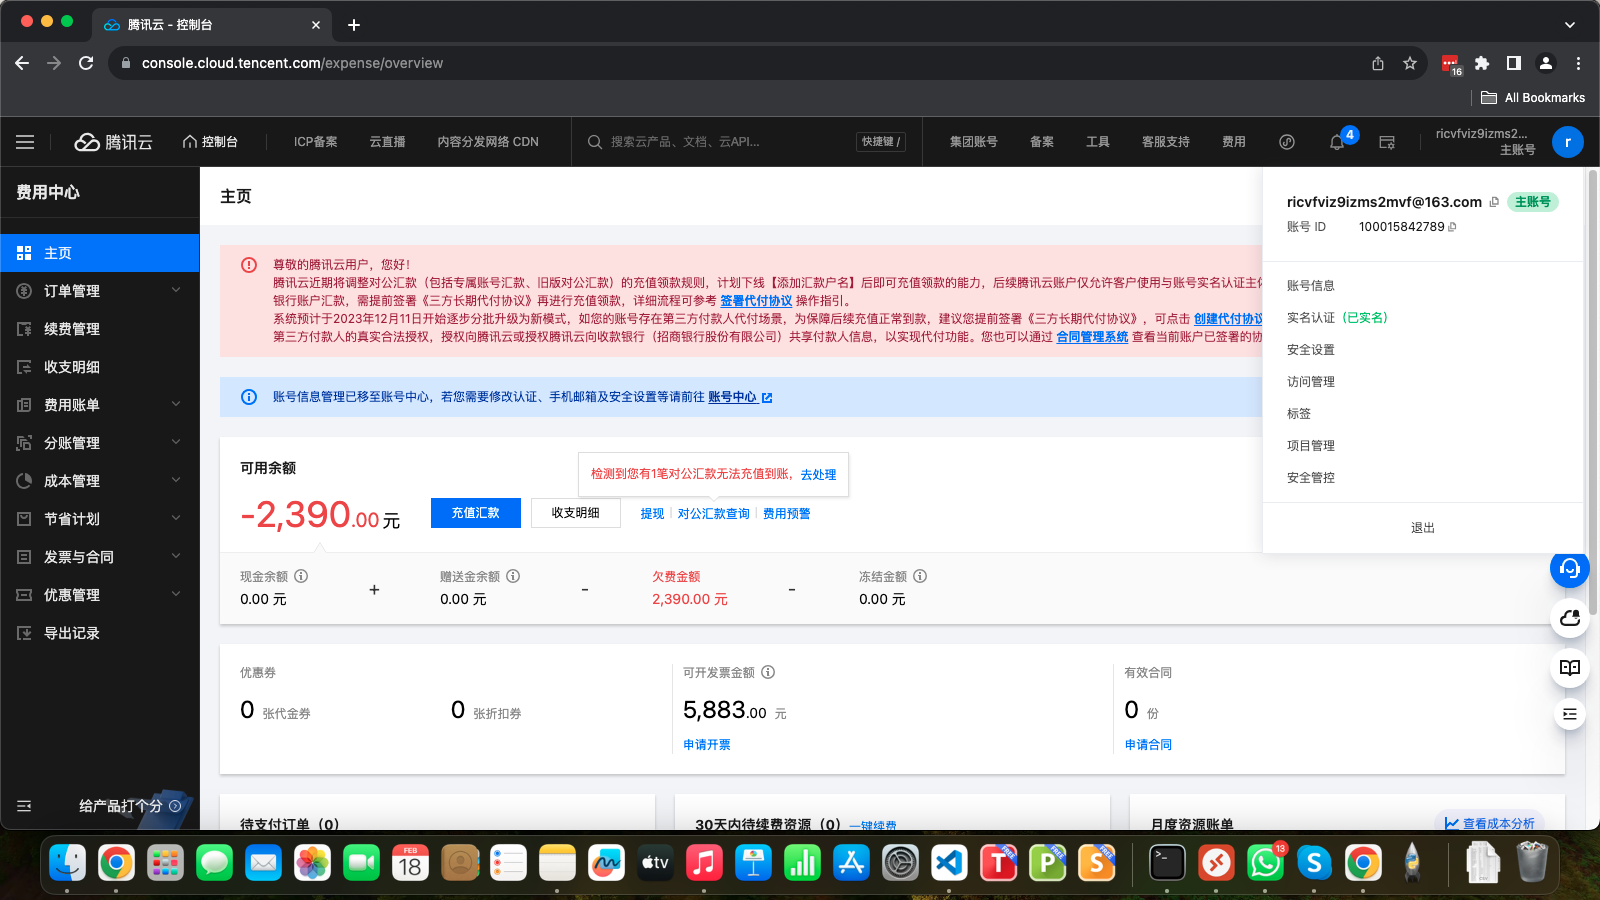 腾讯云 - 控制台
console.cloud.tencent.com/expense/overview
16
All Bookmarks
腾讯云
控制台
ICP备案
云直播
内容分发网络 CDN
搜索云产品、文档、云API...
快捷键 /
集团账号
备案
工具
客服支持
费用
4
ricvfviz9izms2...
主账号
r
费用中心
主页
订单管理
续费管理
收支明细
费用账单
分账管理
成本管理
节省计划
发票与合同
优惠管理
导出记录
给产品打个分
主页
尊敬的腾讯云用户，您好！
腾讯云近期将调整对公汇款（包括专属账号汇款、旧版对公汇款）的充值领款规则，计划下线【添加汇款户名】后即可充值领款的能力，后续腾讯云账户仅允许客户使用与账号实名认证主体
银行账户汇款，需提前签署《三方长期代付协议》再进行充值领款，详细流程可参考 签署代付协议 操作指引。
系统预计于2023年12月11日开始逐步分批升级为新模式，如您的账号存在第三方付款人代付场景，为保障后续充值正常到款，建议您提前签署《三方长期代付协议》，可点击 创建代付协议
第三方付款人的真实合法授权，授权向腾讯云或授权腾讯云向收款银行（招商银行股份有限公司）共享付款人信息，以实现代付功能。您也可以通过 合同管理系统 查看当前账户已签署的协
账号信息管理已移至账号中心，若您需要修改认证、手机邮箱及安全设置等请前往 账号中心
可用余额
检测到您有1笔对公汇款无法充值到账，去处理
-2,390.00 元
充值汇款
收支明细
提现
对公汇款查询
费用预警
现金余额
0.00 元
+
赠送金余额
0.00 元
-
欠费金额
2,390.00 元
-
冻结金额
0.00 元
优惠券
0 张代金券
0 张折扣券
可开发票金额
5,883.00 元
申请开票
有效合同
0 份
申请合同
待支付订单（0）
30天内待续费资源（0）一键续费
月度资源账单
查看成本分析
ricvfviz9izms2mvf@163.com
主账号
账号 ID
100015842789
账号信息
实名认证（已实名）
安全设置
访问管理
标签
项目管理
安全管控
退出
FEB
18
tv
T
FREE
P
FREE
S
FREE
13
S